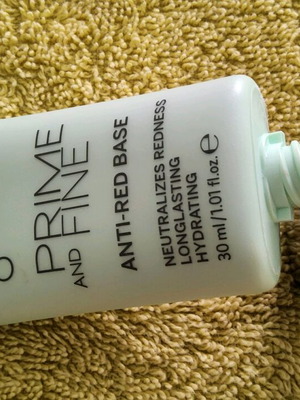 PRIME
AND FINE
ANTI-RED BASE
NEUTRALIZES REDNESS
LONGLASTING
HYDRATING
30 ml/1.01 fl.oz. ℮